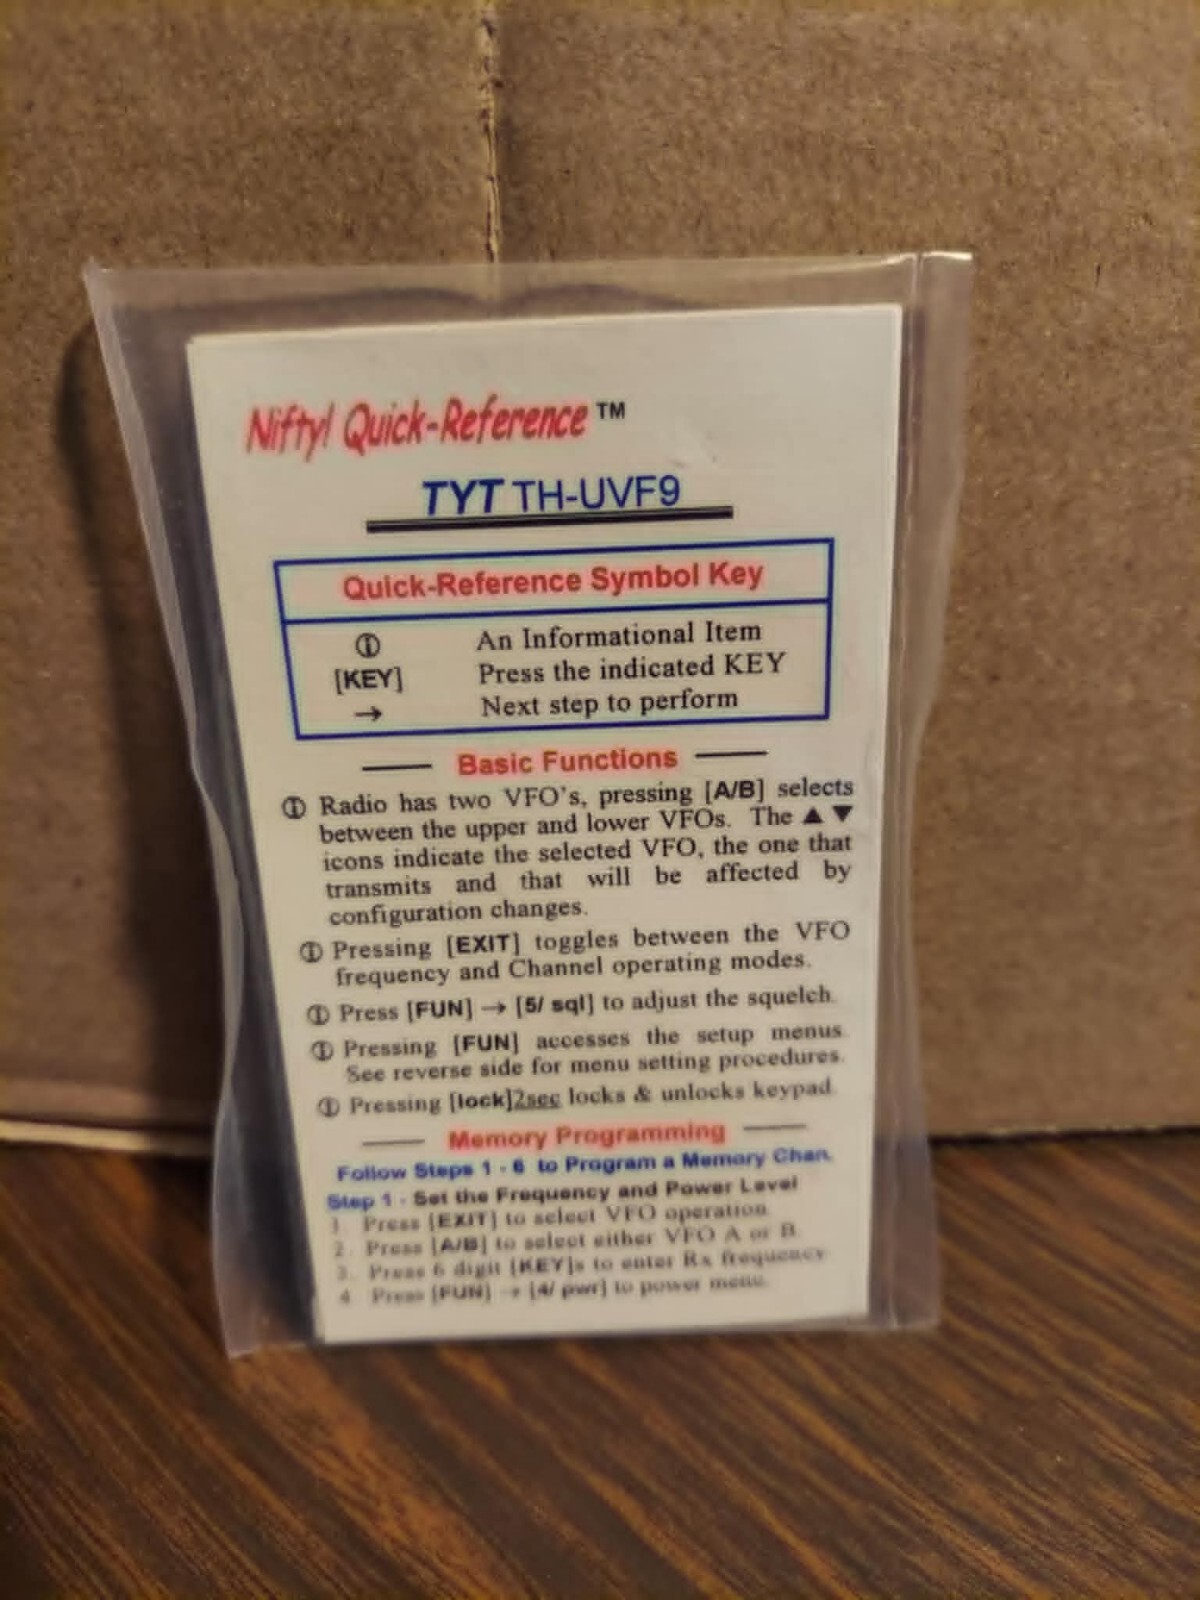 Nifty! Quick-Reference ™
TYT TH-UVF9
Quick-Reference Symbol Key
ⓘ An Informational Item
[KEY] Press the indicated KEY
→ Next step to perform
Basic Functions
ⓘ Radio has two VFO's, pressing [A/B] selects
between the upper and lower VFOs. The ▲ ▼
icons indicate the selected VFO, the one that
transmits and that will be affected by
configuration changes.
ⓘ Pressing [EXIT] toggles between the VFO
frequency and Channel operating modes.
ⓘ Press [FUN] → [5/ sql] to adjust the squelch.
ⓘ Pressing [FUN] accesses the setup menus.
See reverse side for menu setting procedures.
ⓘ Pressing [lock]2sec locks & unlocks keypad.
Memory Programming
Follow Steps 1 - 6 to Program a Memory Chan.
Step 1 - Set the Frequency and Power Level
1. Press [EXIT] to select VFO operation.
2. Press [A/B] to select either VFO A or B.
3. Press 6 digit [KEY]s to enter Rx frequency.
4. Press [FUN] → [4/ pwr] to power menu.